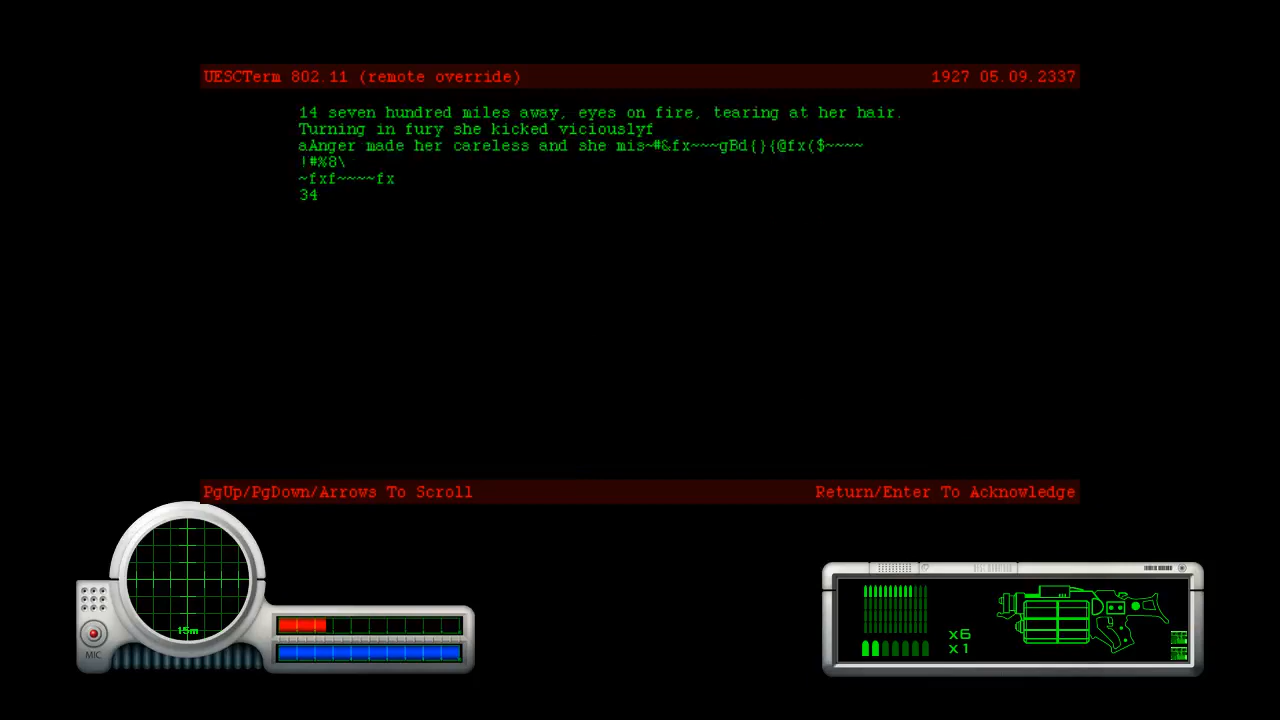 UESCTerm 802.11 (remote override) 1927 05.09.2337
14 seven hundred miles away, eyes on fire, tearing at her hair.
Turning in fury she kicked viciouslyf
aAnger made her careless and she mis~#&fx~~~gBd{}{@fx($~~~~
!#%8\
~fxf~~~~fx
34
PgUp/PgDown/Arrows To Scroll Return/Enter To Acknowledge
15m
MIC
x6
x1